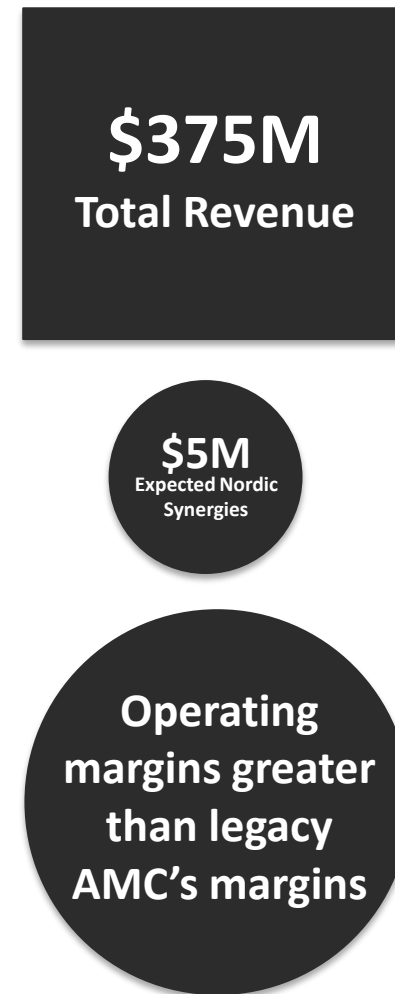 $375M
Total Revenue
$5M
Expected Nordic
Synergies
Operating
margins greater
than legacy
AMC’s margins